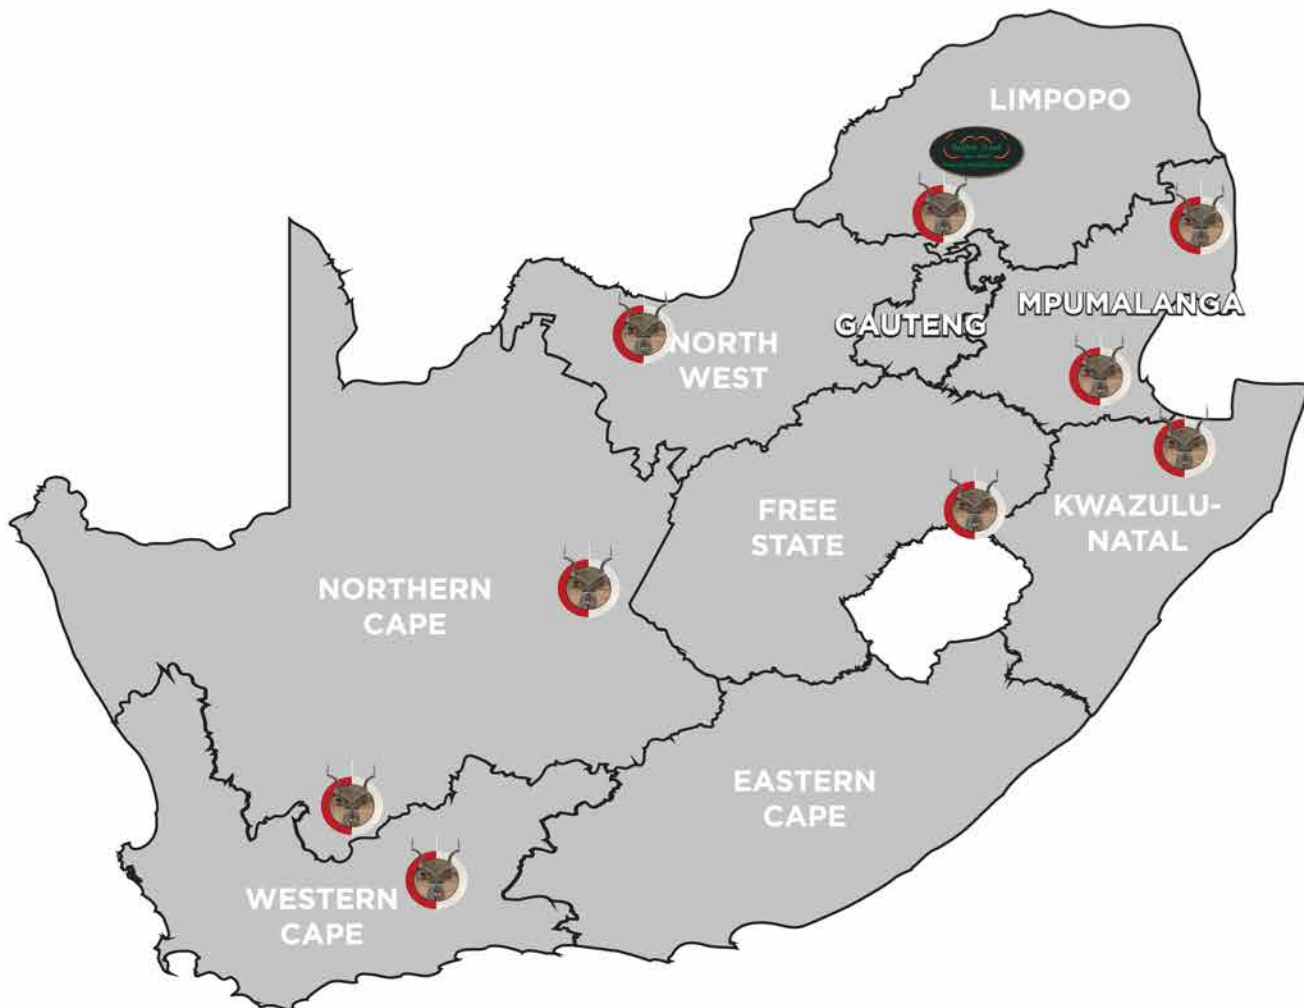 LIMPOPO
MPUMALANGA
GAUTENG
NORTH
WEST
FREE
STATE
KWAZULU-
NATAL
NORTHERN
CAPE
EASTERN
CAPE
WESTERN
CAPE